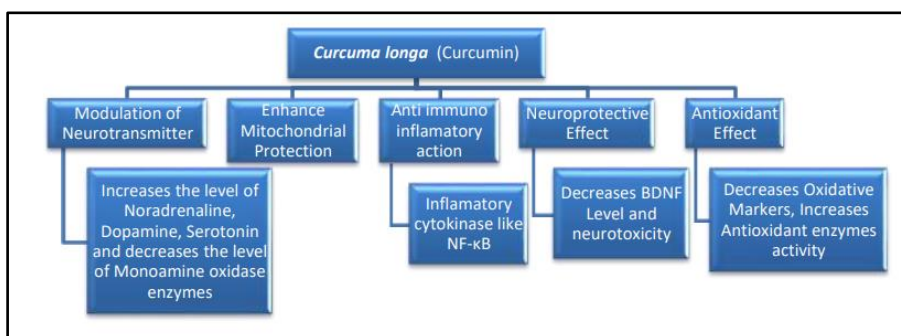 Curcuma longa (Curcumin)
Modulation of
Neurotransmitter
Enhance
Mitochondrial
Protection
Anti Immuno
inflamatory
action
Neuroprotective
Effect
Antioxidant
Effect
Increases the level of
Noradrenaline,
Dopamine, Serotonin
and decreases the level
of Monoamine oxidase
enzymes
Inflamatory
cytokinase like
NF-κB
Decreases BDNF
Level and
neurotoxicity
Decreases Oxidative
Markers, Increases
Antioxidant enzymes
activity